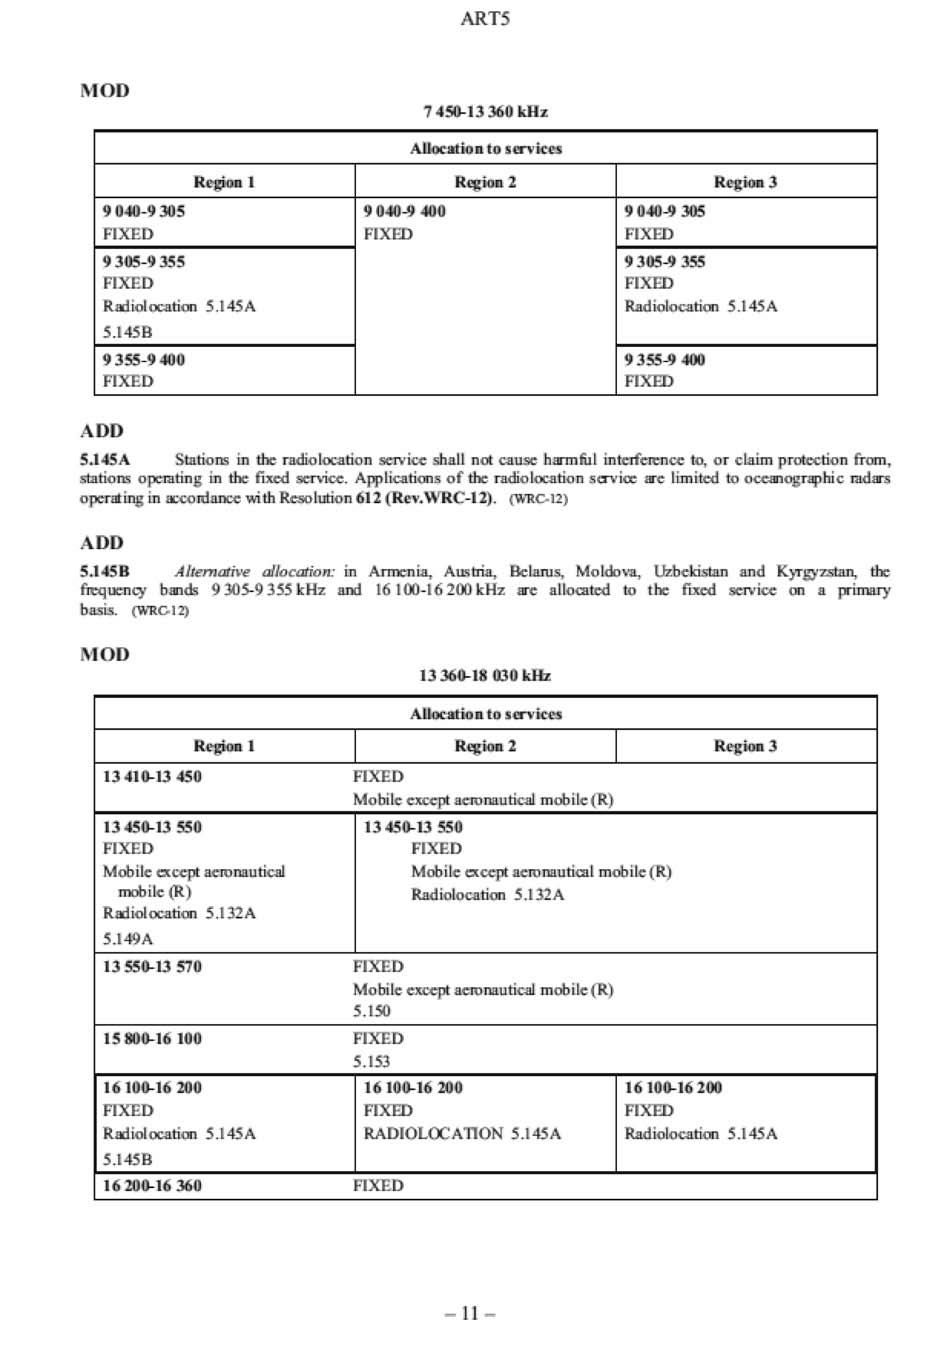 ART5
MOD
7 450-13 360 kHz
Allocation to services
Region 1 Region 2 Region 3
9 040-9 305
FIXED
9 040-9 400
FIXED
9 040-9 305
FIXED
9 305-9 355
FIXED
Radiolocation 5.145A
5.145B
9 305-9 355
FIXED
Radiolocation 5.145A
9 355-9 400
FIXED
9 355-9 400
FIXED
ADD
5.145A Stations in the radiolocation service shall not cause harmful interference to, or claim protection from,
stations operating in the fixed service. Applications of the radiolocation service are limited to oceanographic radars
operating in accordance with Resolution 612 (Rev.WRC-12). (WRC-12)
ADD
5.145B Alternative allocation: in Armenia, Austria, Belarus, Moldova, Uzbekistan and Kyrgyzstan, the
frequency bands 9 305-9 355 kHz and 16 100-16 200 kHz are allocated to the fixed service on a primary
basis. (WRC-12)
MOD
13 360-18 030 kHz
Allocation to services
Region 1 Region 2 Region 3
13 410-13 450 FIXED
Mobile except aeronautical mobile (R)
13 450-13 550
FIXED
Mobile except aeronautical
mobile (R)
Radiolocation 5.132A
5.149A
13 450-13 550
FIXED
Mobile except aeronautical mobile (R)
Radiolocation 5.132A
13 550-13 570 FIXED
Mobile except aeronautical mobile (R)
5.150
15 800-16 100 FIXED
5.153
16 100-16 200
FIXED
Radiolocation 5.145A
5.145B
16 100-16 200
FIXED
RADIOLOCATION 5.145A
16 100-16 200
FIXED
Radiolocation 5.145A
16 200-16 360 FIXED
– 11 –